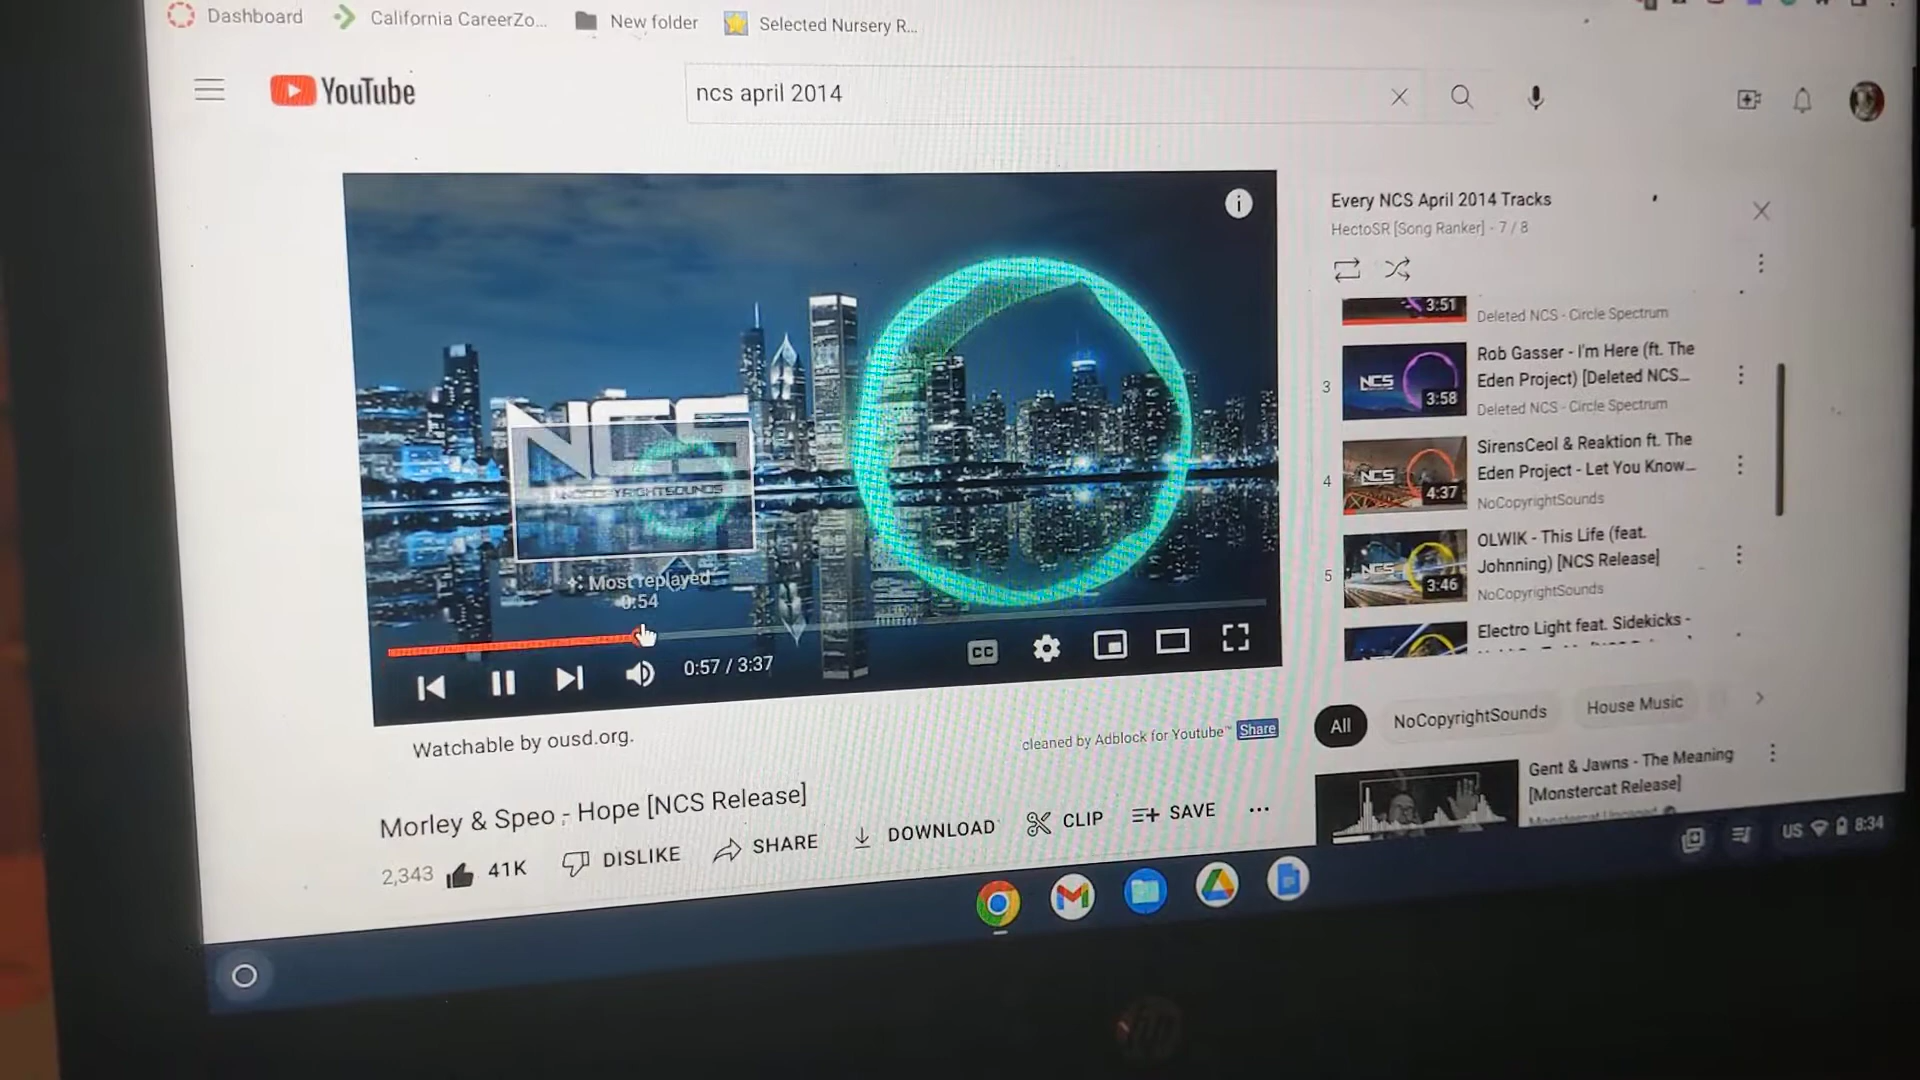 Dashboard
California CareerZo...
New folder
Selected Nursery R...
YouTube
ncs april 2014
NCS
NOCOPYRIGHTSOUNDS
Most replayed
0:54
0:57 / 3:37
CC
Watchable by ousd.org.
cleaned by Adblock for Youtube™ Share
Morley & Speo - Hope [NCS Release]
2,343
41K
DISLIKE
SHARE
DOWNLOAD
CLIP
SAVE
Every NCS April 2014 Tracks
HectoSR [Song Ranker] - 7 / 8
3:51
Deleted NCS - Circle Spectrum
3
NCS
3:58
Rob Gasser - I'm Here (ft. The
Eden Project) [Deleted NCS...
Deleted NCS - Circle Spectrum
4
NCS
4:37
SirensCeol & Reaktion ft. The
Eden Project - Let You Know...
NoCopyrightSounds
5
NCS
3:46
OLWIK - This Life (feat.
Johnning) [NCS Release]
NoCopyrightSounds
Electro Light feat. Sidekicks -
All
NoCopyrightSounds
House Music
Gent & Jawns - The Meaning
[Monstercat Release]
US
8:34
hp